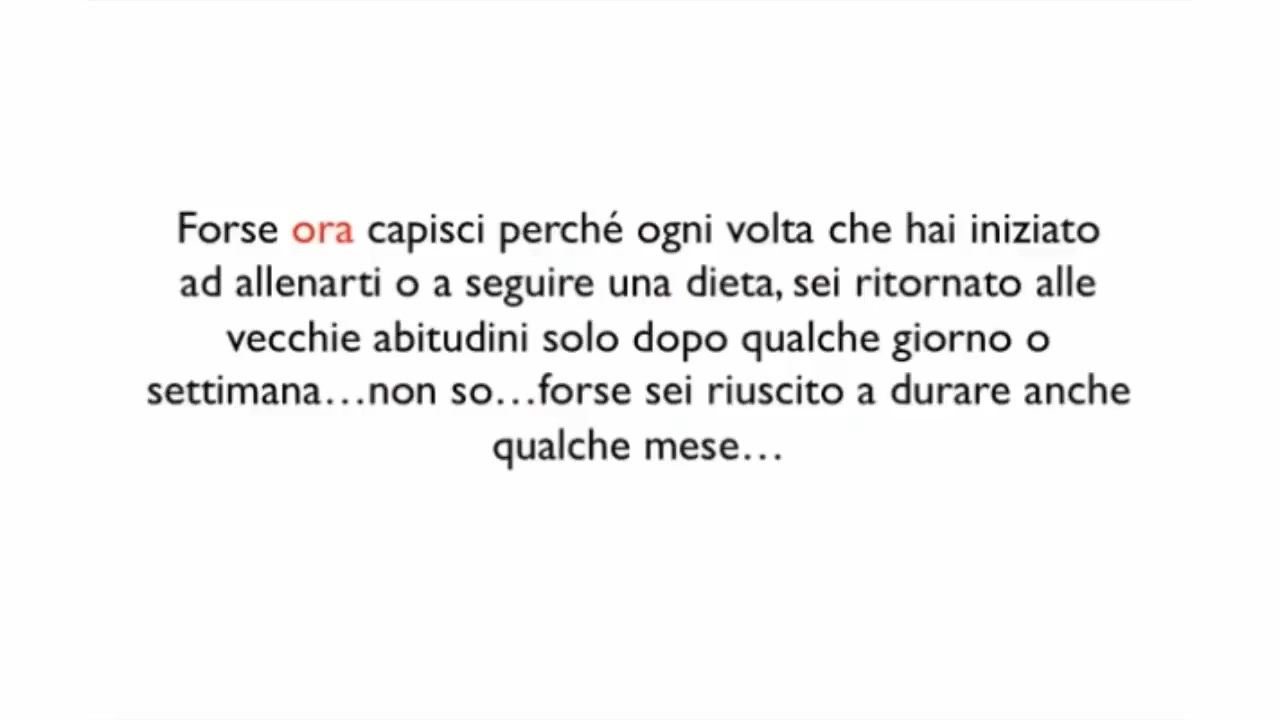 Forse ora capisci perché ogni volta che hai iniziato
ad allenarti o a seguire una dieta, sei ritornato alle
vecchie abitudini solo dopo qualche giorno o
settimana…non so…forse sei riuscito a durare anche
qualche mese…